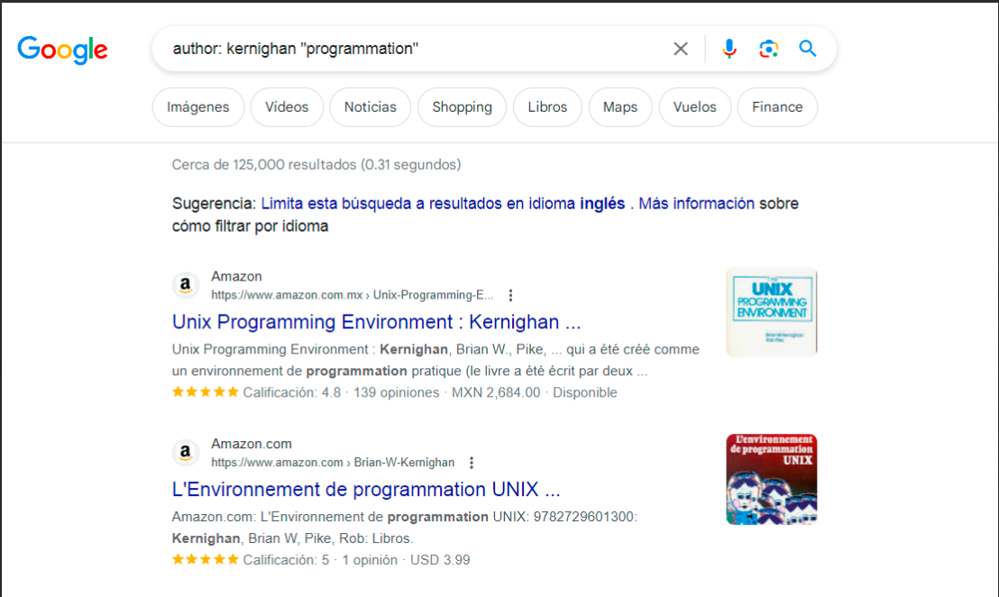 Google
author: kernighan "programmation"
Imágenes
Vídeos
Noticias
Shopping
Libros
Maps
Vuelos
Finance
Cerca de 125,000 resultados (0.31 segundos)
Sugerencia: Limita esta búsqueda a resultados en idioma inglés . Más información sobre
cómo filtrar por idioma
a
Amazon
https://www.amazon.com.mx › Unix-Programming-E...
Unix Programming Environment : Kernighan ...
Unix Programming Environment : Kernighan, Brian W., Pike, ... qui a été créé comme
un environnement de programmation pratique (le livre a été écrit par deux ...
Calificación: 4.8 · 139 opiniones · MXN 2,684.00 · Disponible
THE
UNIX
PROGRAMMING
ENVIRONMENT
Brian W. Kernighan
Rob Pike
a
Amazon.com
https://www.amazon.com › Brian-W-Kernighan
L'Environnement de programmation UNIX ...
Amazon.com: L'Environnement de programmation UNIX: 9782729601300:
Kernighan, Brian W, Pike, Rob: Libros.
Calificación: 5 · 1 opinión · USD 3.99
L'environnement
de programmation
UNIX